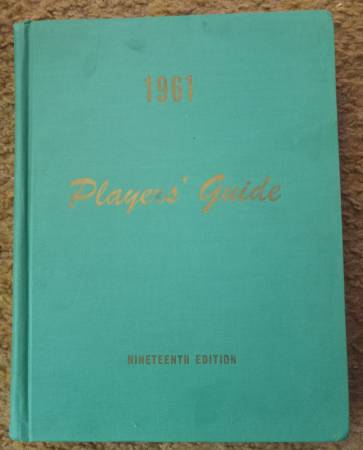 1961
Players' Guide
NINETEENTH EDITION